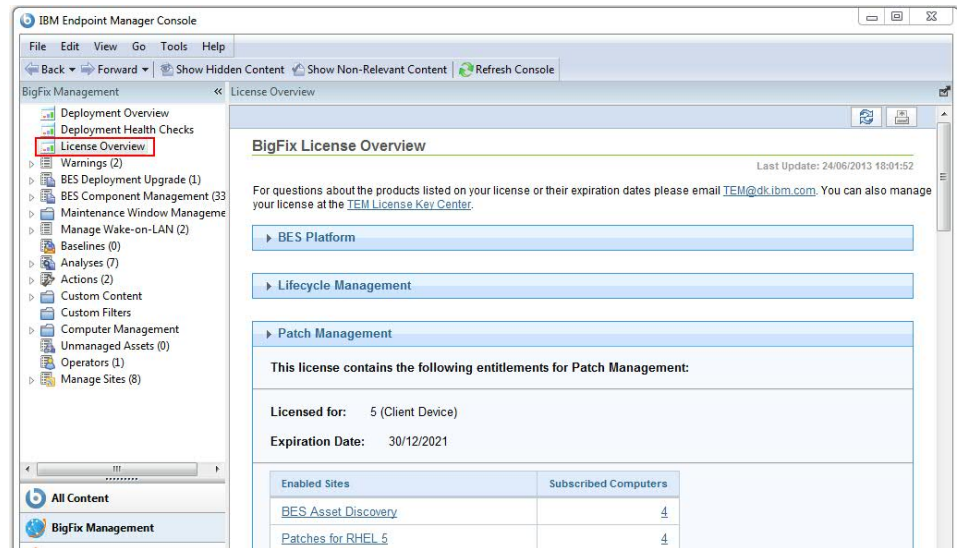 IBM Endpoint Manager Console
File Edit View Go Tools Help
Back Forward Show Hidden Content Show Non-Relevant Content Refresh Console
BigFix Management
License Overview
Deployment Overview
Deployment Health Checks
License Overview
Warnings (2)
BES Deployment Upgrade (1)
BES Component Management (33
Maintenance Window Manageme
Manage Wake-on-LAN (2)
Baselines (0)
Analyses (7)
Actions (2)
Custom Content
Custom Filters
Computer Management
Unmanaged Assets (0)
Operators (1)
Manage Sites (8)
All Content
BigFix Management
BigFix License Overview
Last Update: 24/06/2013 18:01:52
For questions about the products listed on your license or their expiration dates please email TEM@dk.ibm.com. You can also manage
your license at the TEM License Key Center.
BES Platform
Lifecycle Management
Patch Management
This license contains the following entitlements for Patch Management:
Licensed for: 5 (Client Device)
Expiration Date: 30/12/2021
Enabled Sites Subscribed Computers
BES Asset Discovery 4
Patches for RHEL 5 4